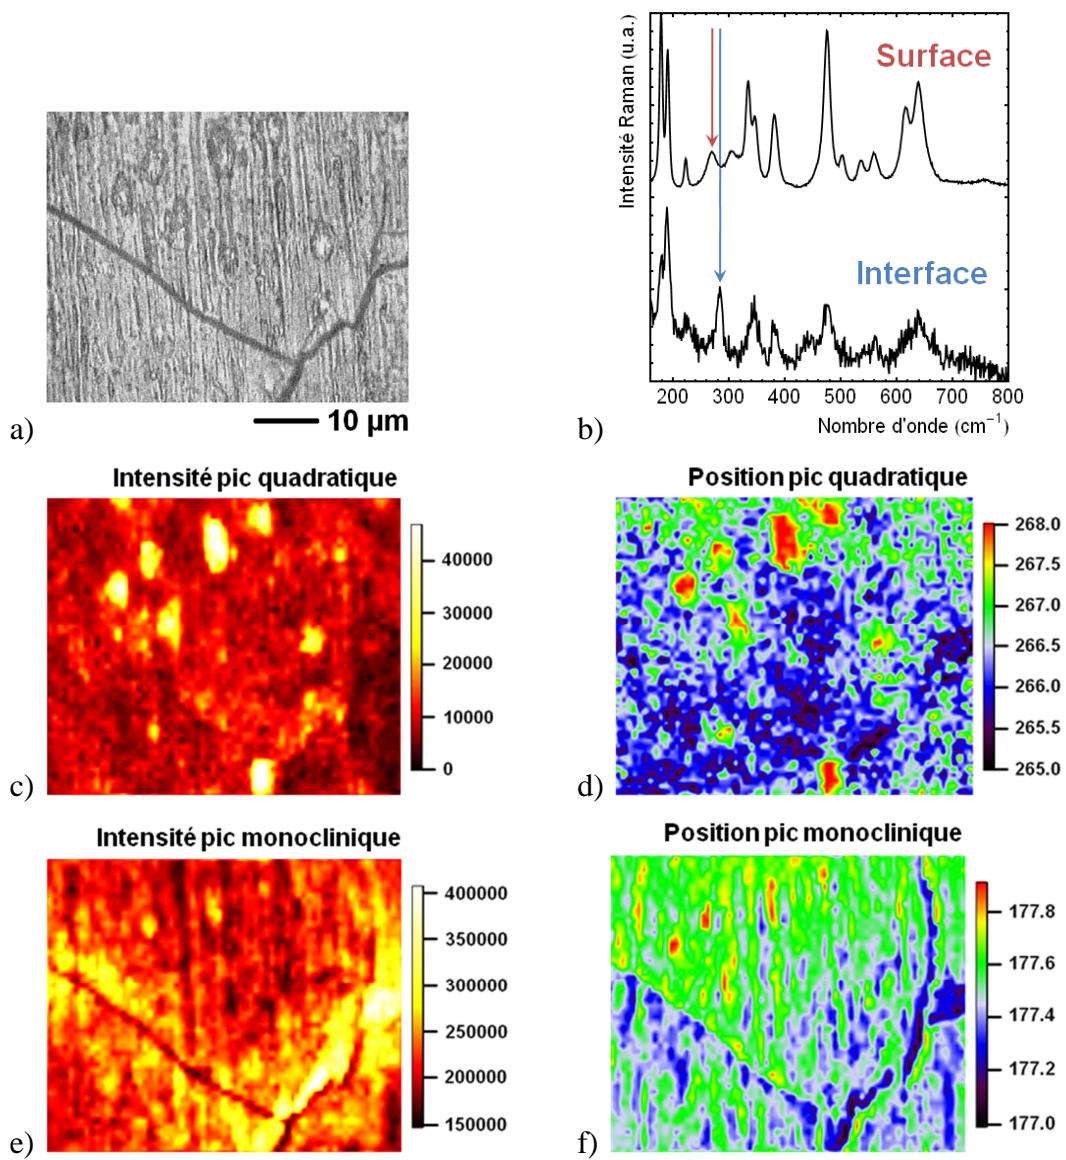 Intensité Raman (u.a.)
Surface
Interface
200 300 400 500 600 700 800
Nombre d'onde (cm⁻¹)
10 µm
a)
b)
Intensité pic quadratique
40000
30000
20000
10000
0
c)
Position pic quadratique
268.0
267.5
267.0
266.5
266.0
265.5
265.0
d)
Intensité pic monoclinique
400000
350000
300000
250000
200000
150000
e)
Position pic monoclinique
177.8
177.6
177.4
177.2
177.0
f)